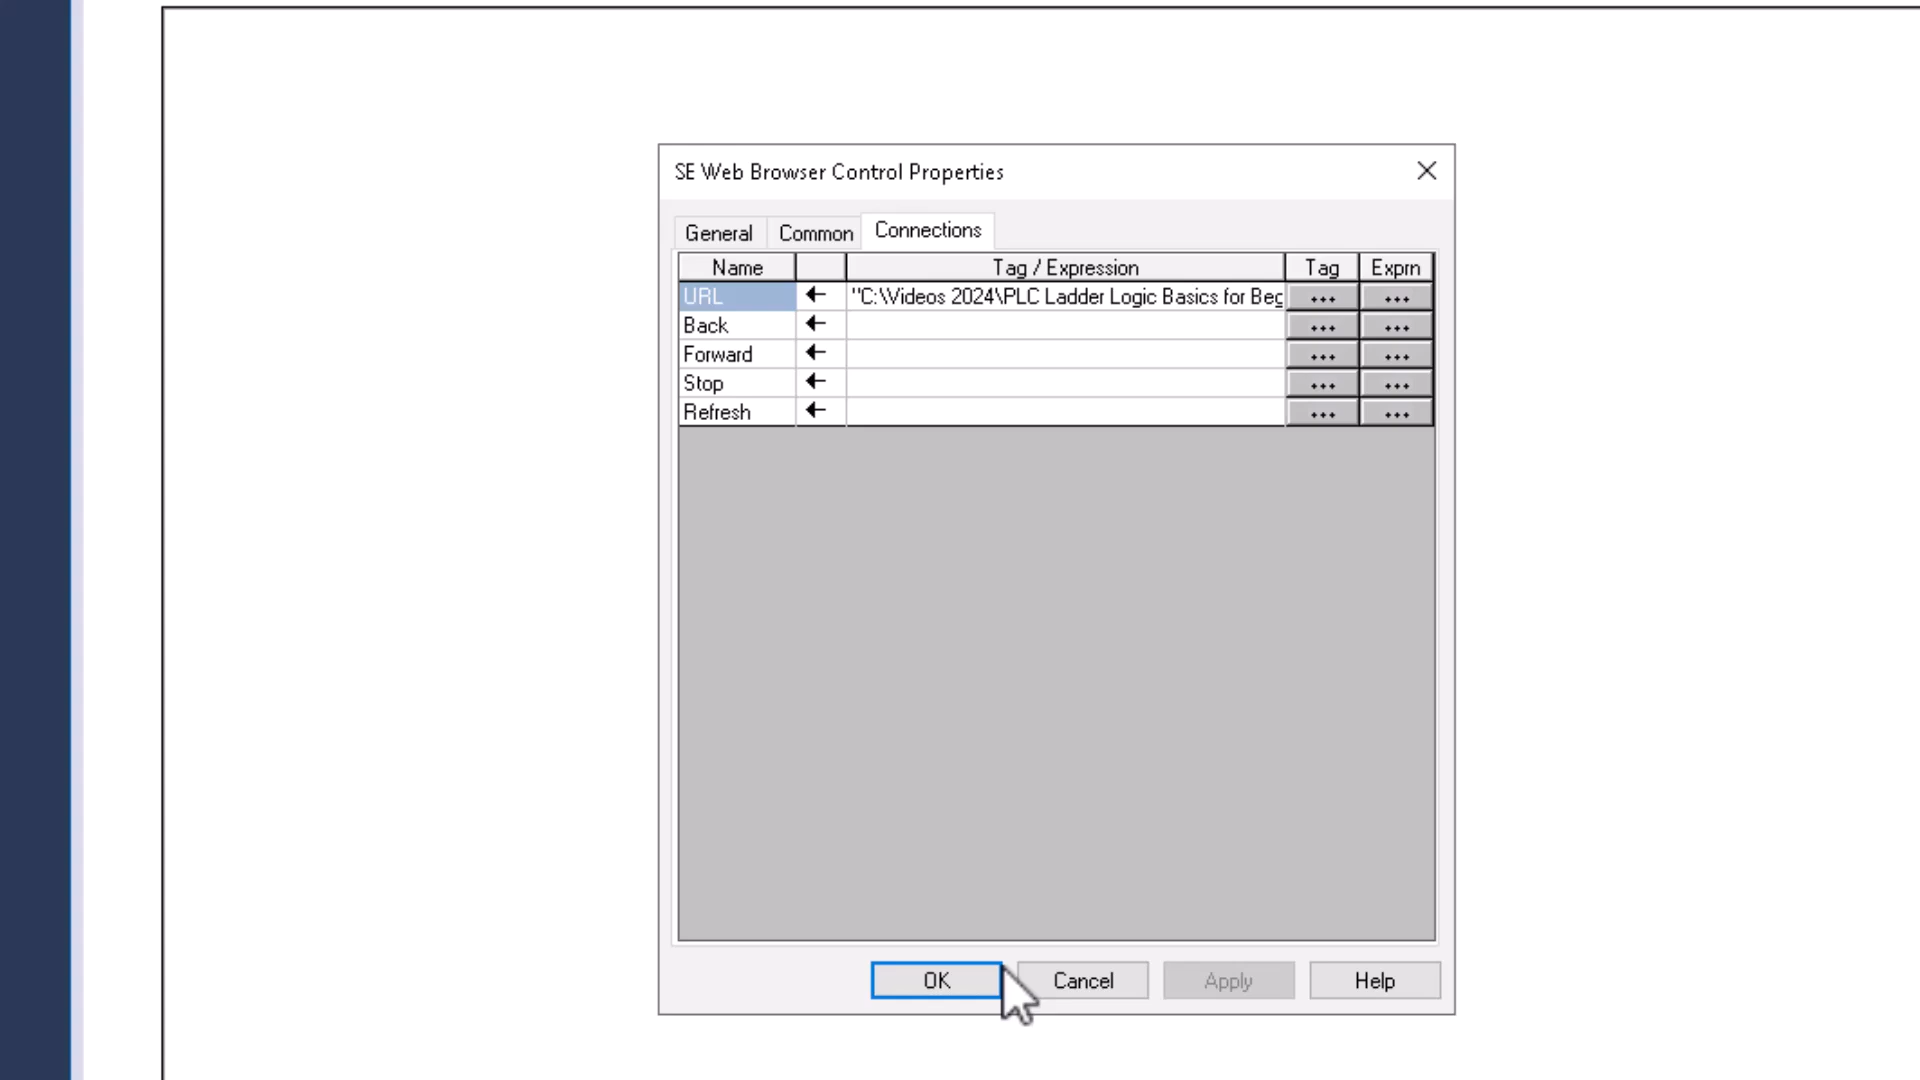 SE Web Browser Control Properties
General Common Connections
Name Tag / Expression Tag Exprn
URL "C:\Videos 2024\PLC Ladder Logic Basics for Beg ... ...
Back ... ...
Forward ... ...
Stop ... ...
Refresh ... ...
OK Cancel Apply Help